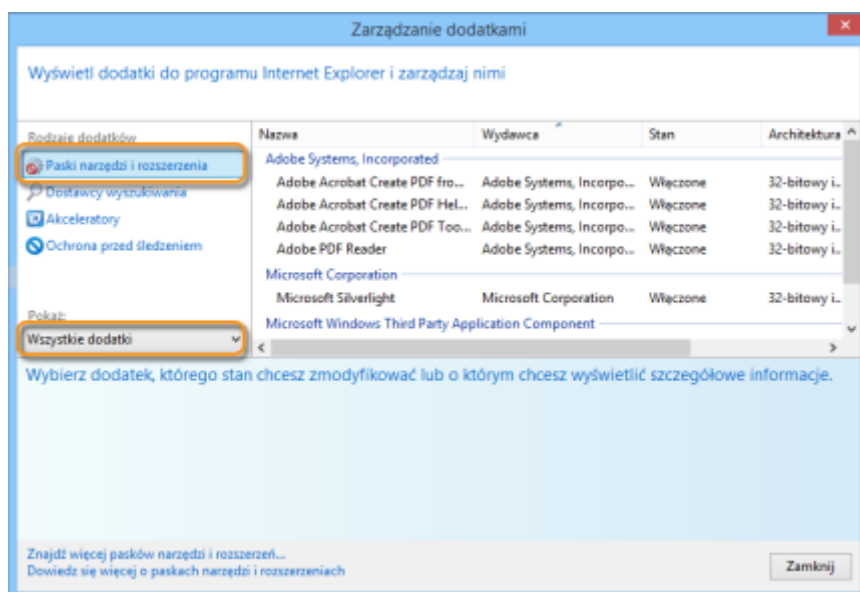 Zarządzanie dodatkami
Wyświetl dodatki do programu Internet Explorer i zarządzaj nimi
Rodzaje dodatków
Paski narzędzi i rozszerzenia
Dostawcy wyszukiwania
Akceleratory
Ochrona przed śledzeniem
Pokaż:
Wszystkie dodatki
Nazwa Wydawca Stan Architektura
Adobe Systems, Incorporated
Adobe Acrobat Create PDF fro... Adobe Systems, Incorpo... Włączone 32-bitowy i...
Adobe Acrobat Create PDF Hel... Adobe Systems, Incorpo... Włączone 32-bitowy i...
Adobe Acrobat Create PDF Too... Adobe Systems, Incorpo... Włączone 32-bitowy i...
Adobe PDF Reader Adobe Systems, Incorpo... Włączone 32-bitowy i...
Microsoft Corporation
Microsoft Silverlight Microsoft Corporation Włączone 32-bitowy i...
Microsoft Windows Third Party Application Component
Wybierz dodatek, którego stan chcesz zmodyfikować lub o którym chcesz wyświetlić szczegółowe informacje.
Znajdź więcej pasków narzędzi i rozszerzeń...
Dowiedz się więcej o paskach narzędzi i rozszerzeniach
Zamknij